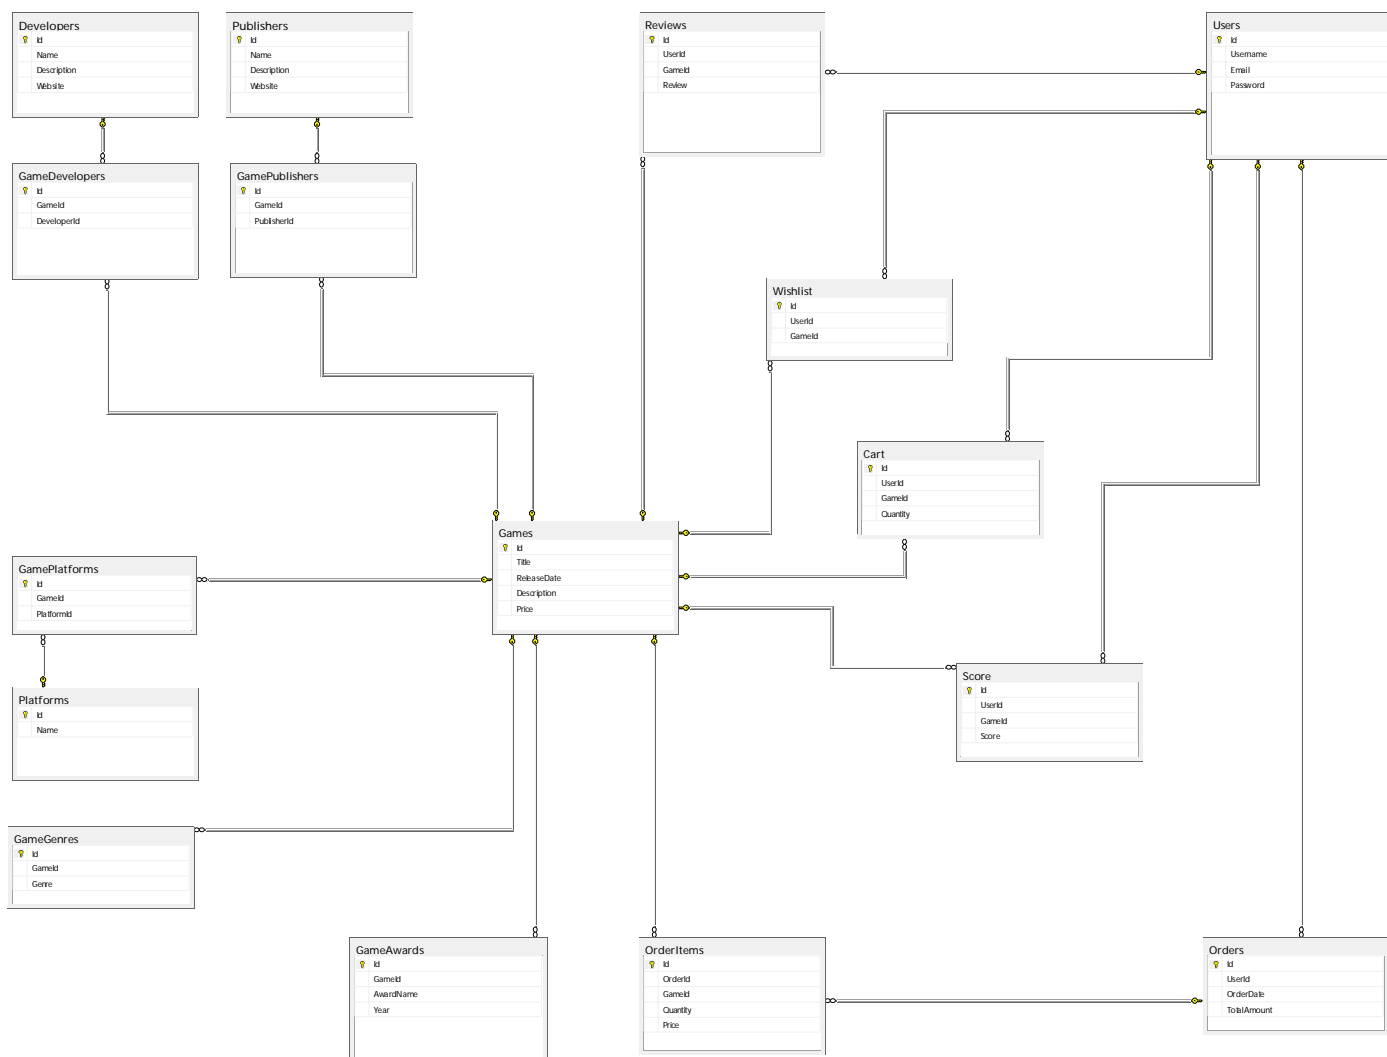 Developers
Id
Name
Description
Website
Publishers
Id
Name
Description
Website
Reviews
Id
UserId
GameId
Review
Users
Id
Username
Email
Password
GameDevelopers
Id
GameId
DeveloperId
GamePublishers
Id
GameId
PublisherId
Wishlist
Id
UserId
GameId
Cart
Id
UserId
GameId
Quantity
Games
Id
Title
ReleaseDate
Description
Price
GamePlatforms
Id
GameId
PlatformId
Platforms
Id
Name
Score
Id
UserId
GameId
Score
GameGenres
Id
GameId
Genre
GameAwards
Id
GameId
AwardName
Year
OrderItems
Id
OrderId
GameId
Quantity
Price
Orders
Id
UserId
OrderDate
TotalAmount